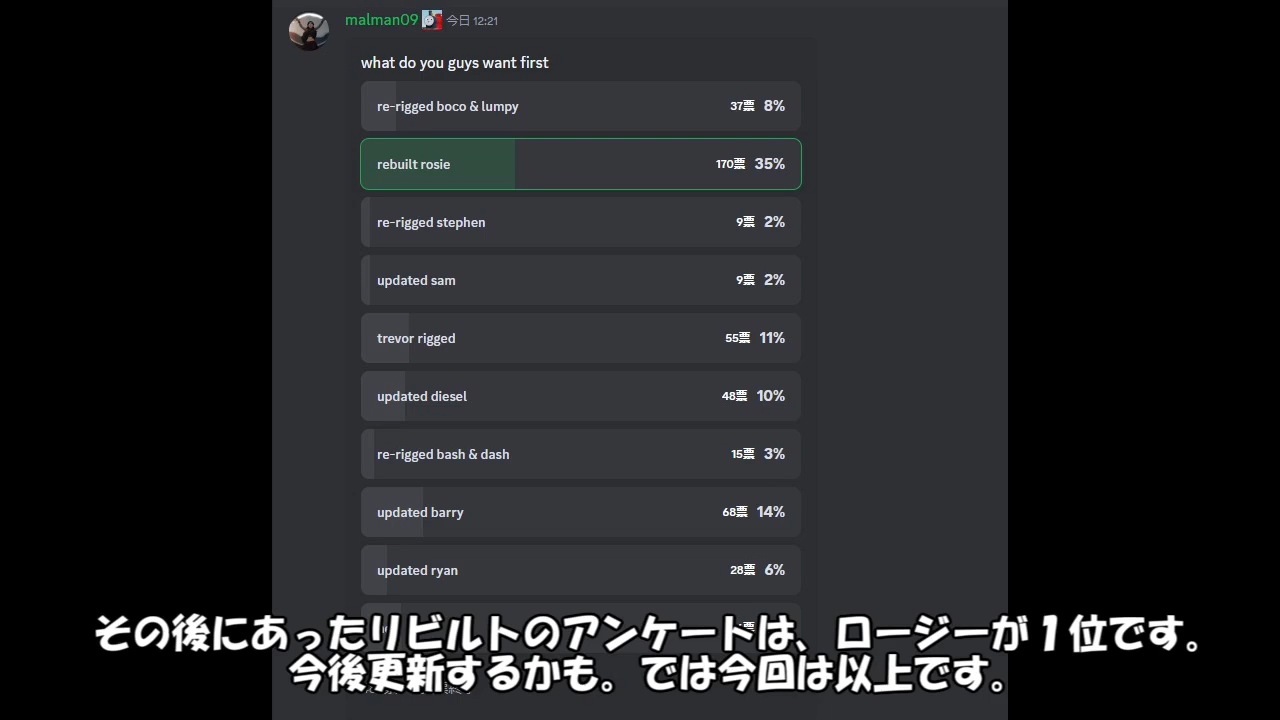 malman09 今日 12:21
what do you guys want first
re-rigged boco & lumpy 37票 8%
rebuilt rosie 170票 35%
re-rigged stephen 9票 2%
updated sam 9票 2%
trevor rigged 55票 11%
updated diesel 48票 10%
re-rigged bash & dash 15票 3%
updated barry 68票 14%
updated ryan 28票 6%
その後にあったリビルトのアンケートは、ロージーが１位です。
今後更新するかも。では今回は以上です。